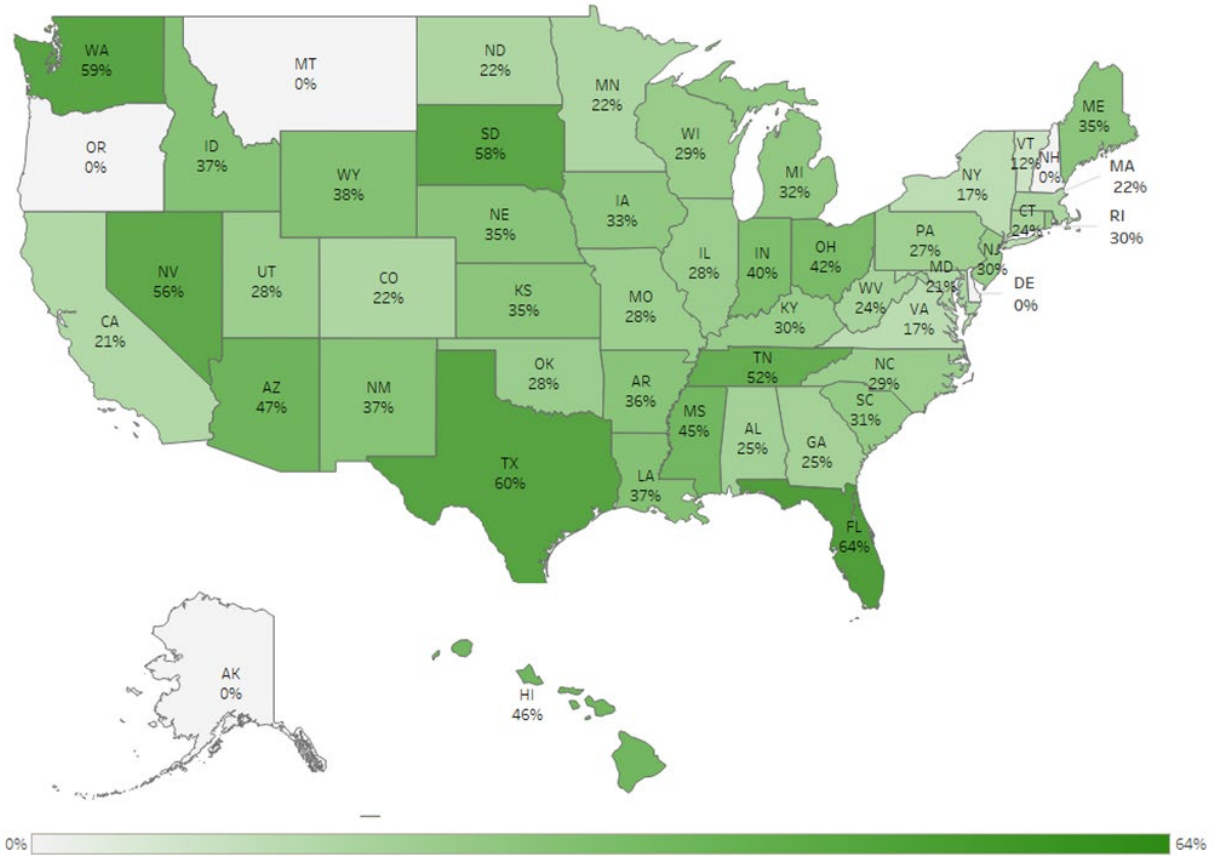 WA
59%
MT
0%
ND
22%
MN
22%
OR
0%
ID
37%
WY
38%
SD
58%
WI
29%
MI
32%
ME
35%
VT
12%
NH
0%
MA
22%
NY
17%
CT
24%
RI
30%
NV
56%
UT
28%
CO
22%
NE
35%
IA
33%
IL
28%
IN
40%
OH
42%
PA
27%
NJ
30%
MD
21%
DE
0%
CA
21%
KS
35%
MO
28%
KY
30%
WV
24%
VA
17%
AZ
47%
NM
37%
OK
28%
AR
36%
TN
52%
NC
29%
SC
31%
MS
45%
AL
25%
GA
25%
TX
60%
LA
37%
FL
64%
AK
0%
HI
46%
0%
64%